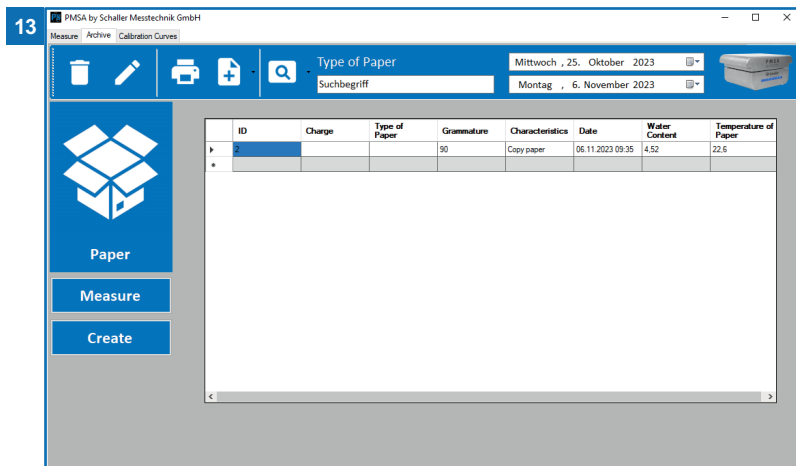 13
PMSA by Schaller Messtechnik GmbH
Measure Archive Calibration Curves
Type of Paper
Suchbegriff
Mittwoch , 25. Oktober 2023
Montag , 6. November 2023
PMSA
ID Charge Type of Paper Grammature Characteristics Date Water Content Temperature of Paper
2 90 Copy paper 06.11.2023 09:35 4,52 22,6
Paper
Measure
Create